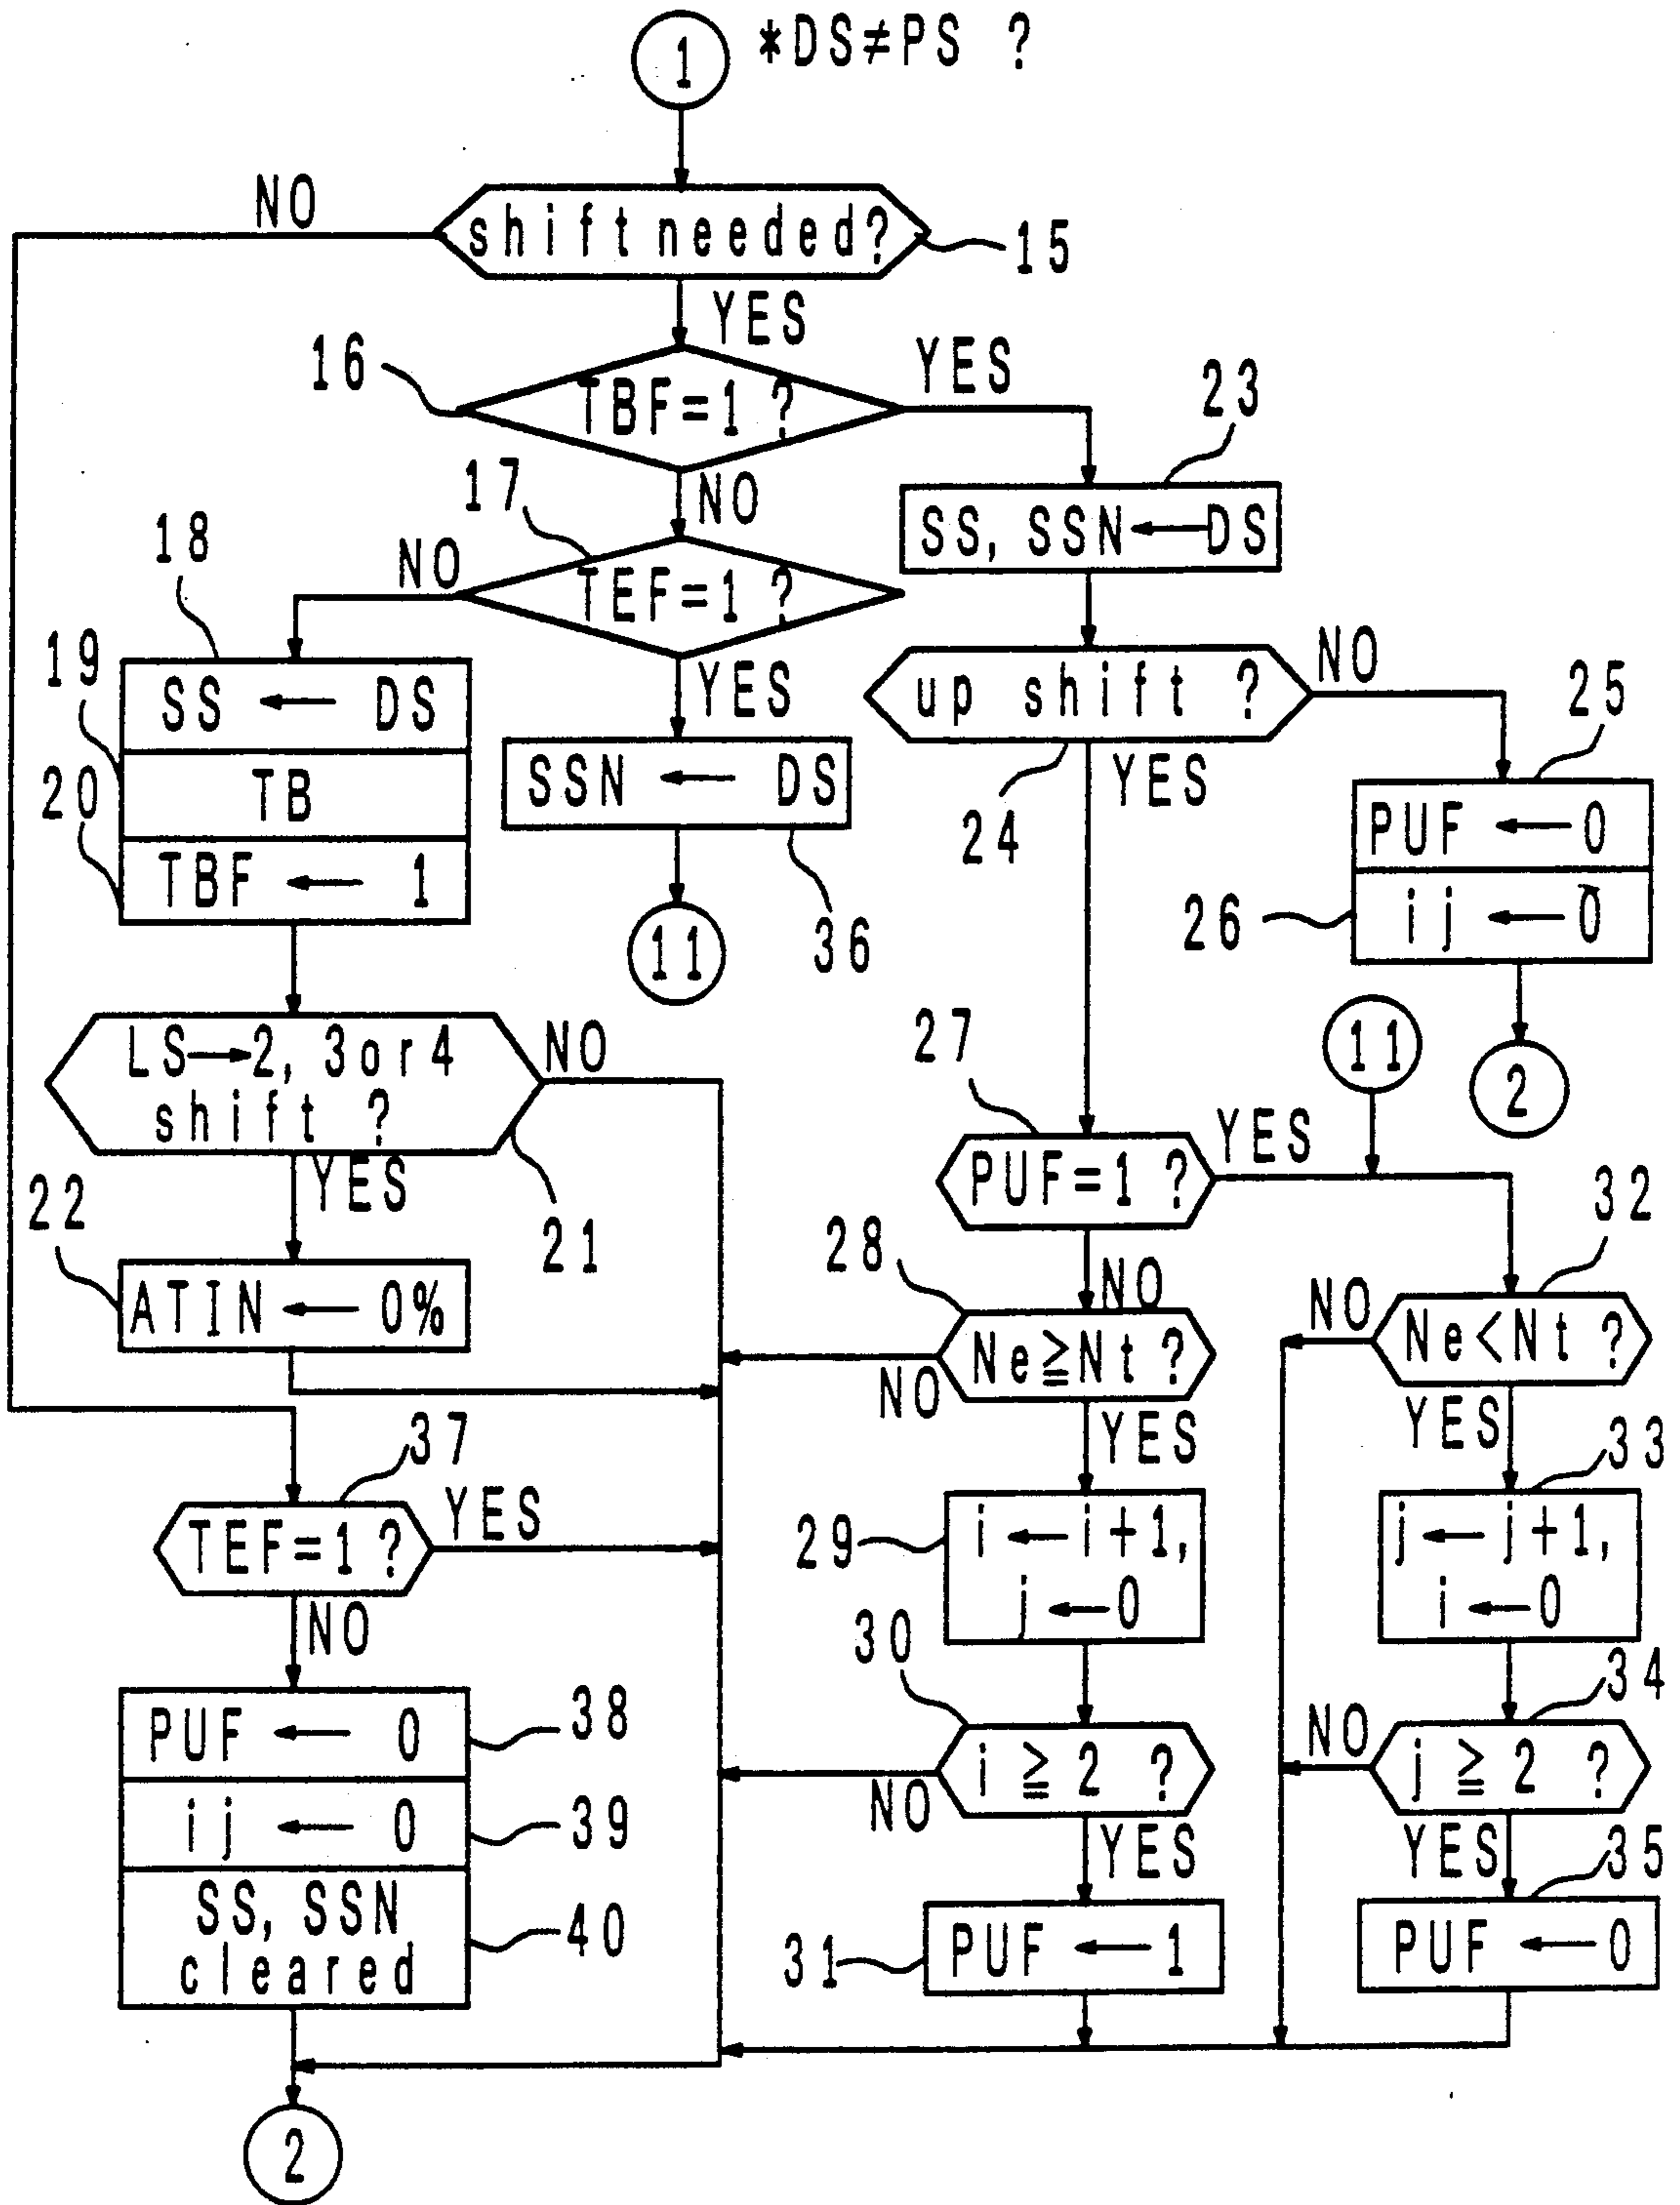 1 *DS≠PS ?
NO
shift needed?
15
YES
16
TBF=1 ?
YES
23
NO
SS, SSN ← DS
17
18
NO
TEF=1 ?
19
SS ← DS
YES
up shift ?
NO
25
20
TB
SSN ← DS
24
YES
PUF ← 0
TBF ← 1
26
ij ← 0
11
36
LS→2, 3 or 4
shift ?
NO
27
11
2
YES
21
PUF=1 ?
YES
32
22
28
NO
ATIN ← 0%
Ne≧Nt ?
NO
NO
Ne<Nt ?
37
YES
YES
33
TEF=1 ?
YES
29
i ← i+1,
j ← 0
j ← j+1,
i ← 0
NO
30
34
PUF ← 0
38
i ≧ 2 ?
NO
NO
j ≧ 2 ?
ij ← 0
39
YES
YES
35
SS, SSN
cleared
40
31
PUF ← 1
PUF ← 0
2